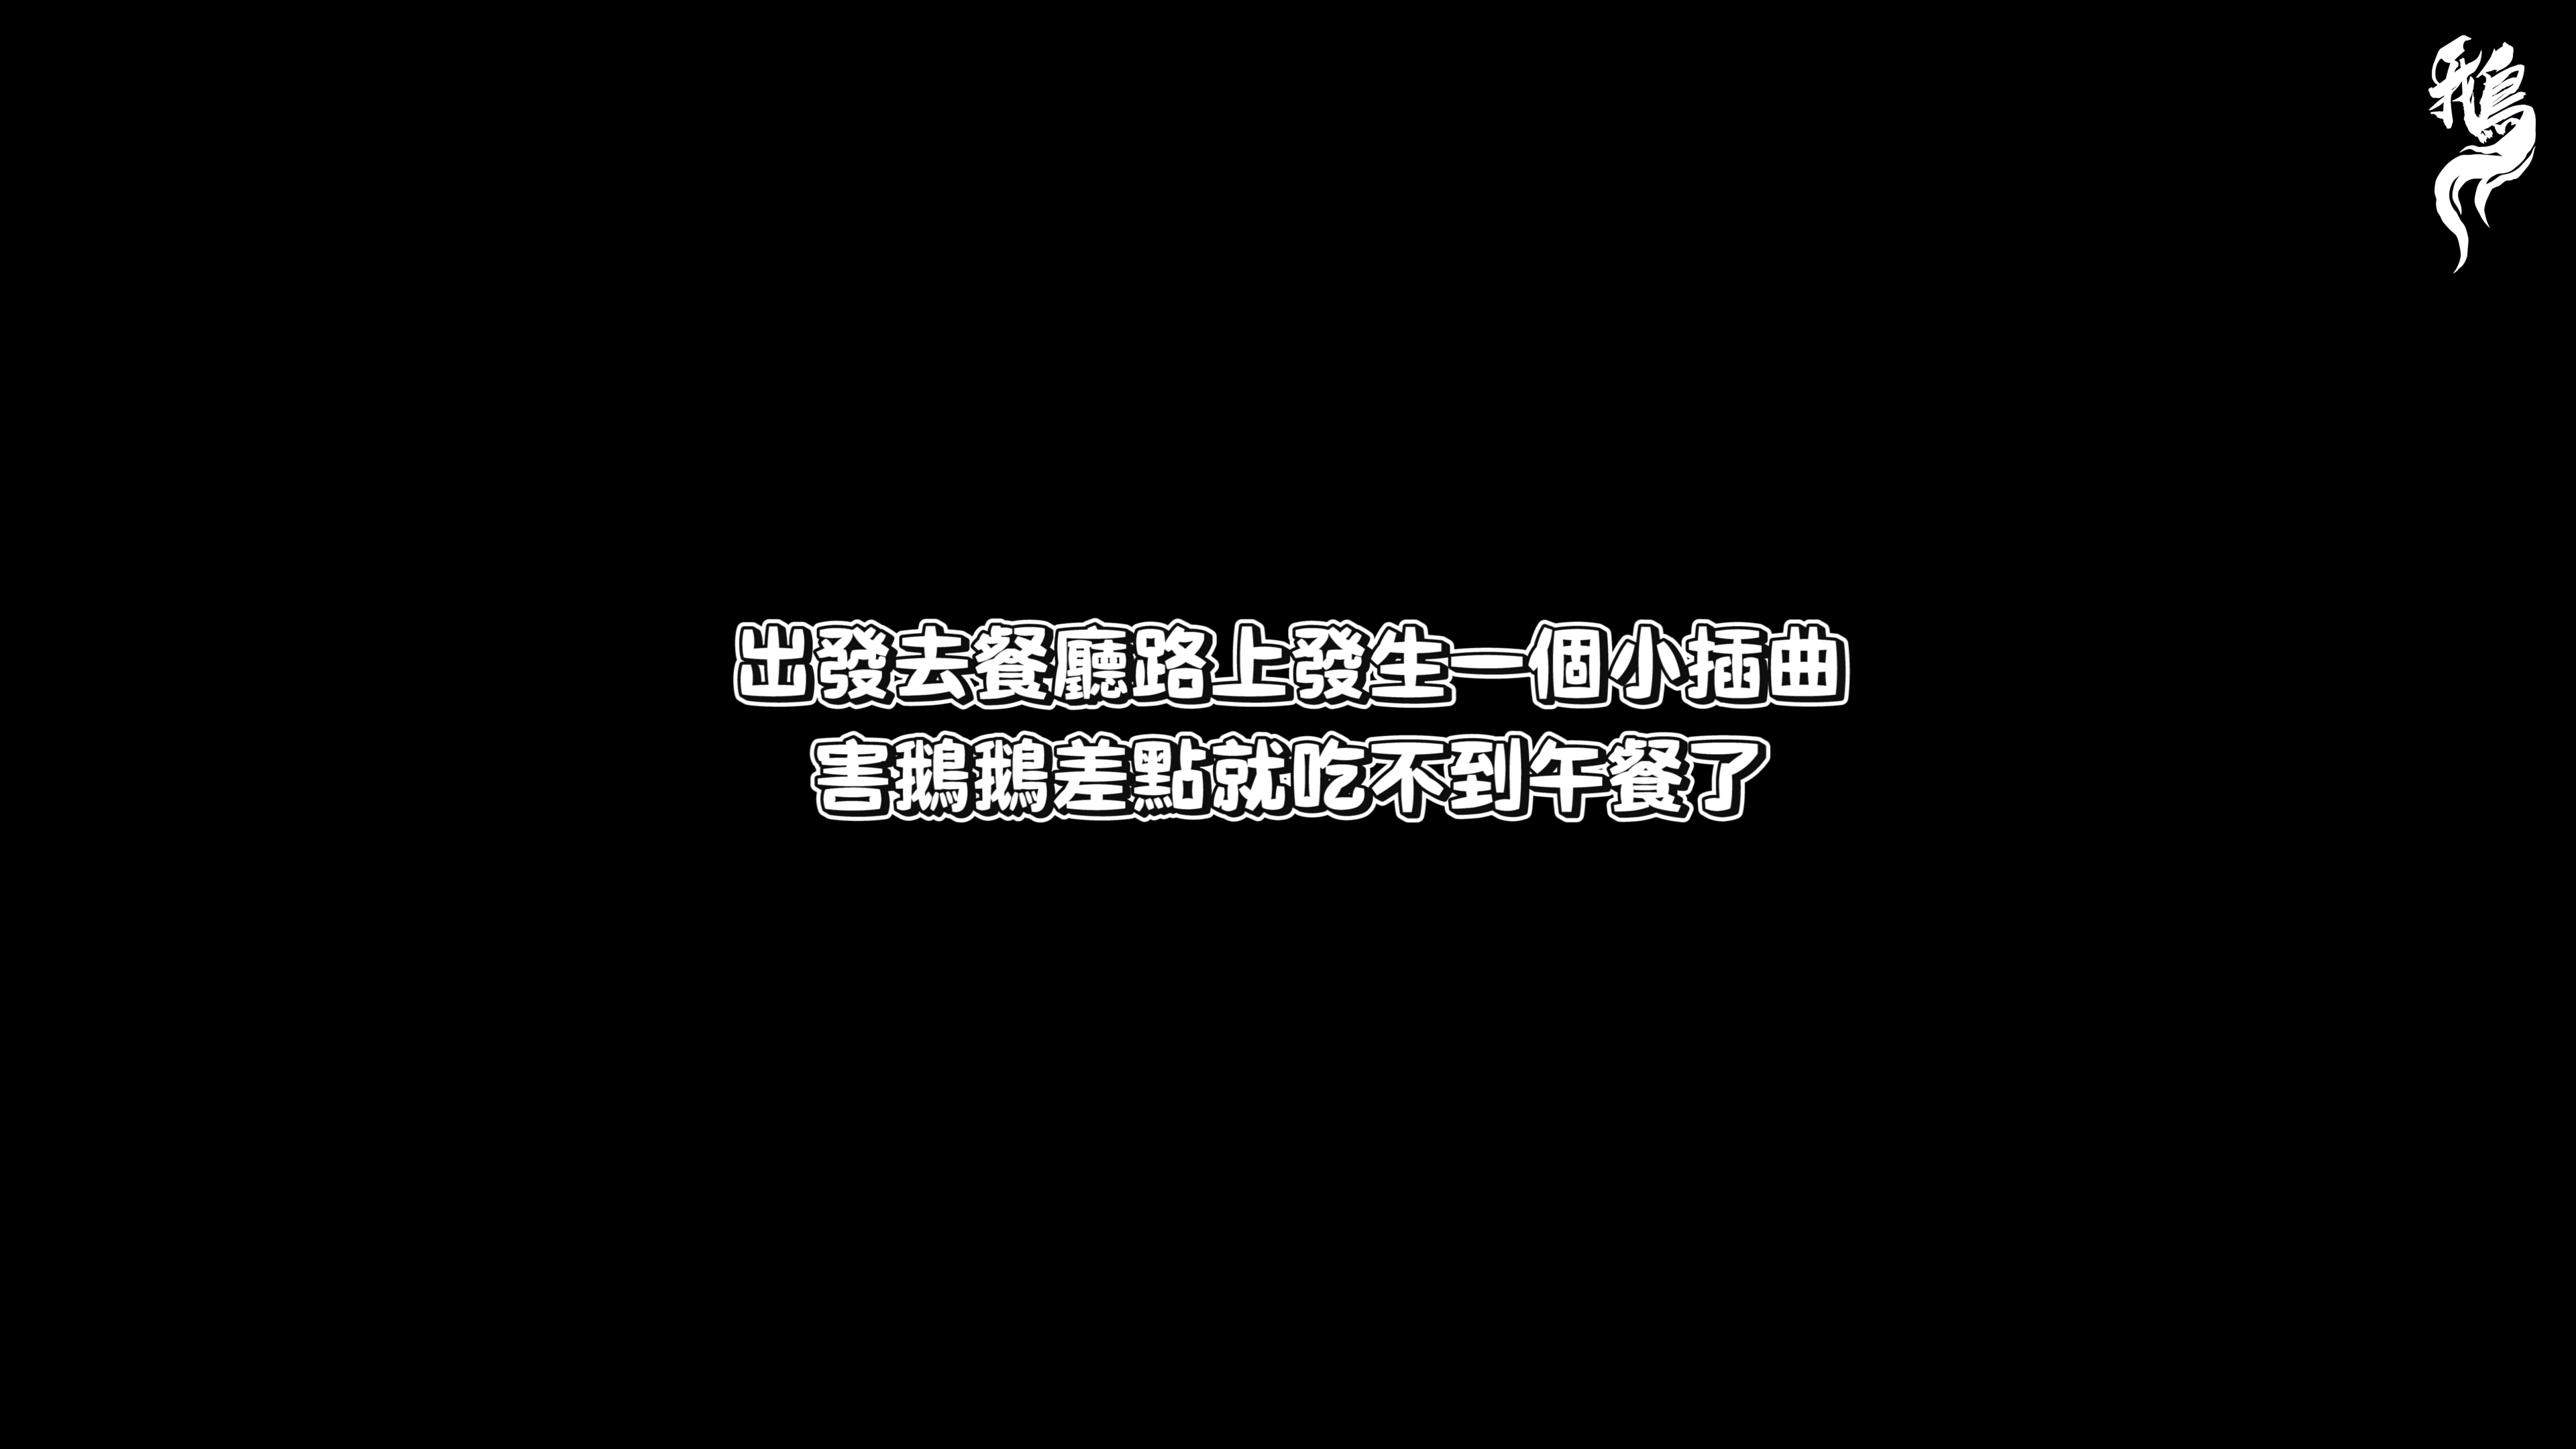 鵝
出發去餐廳路上發生一個小插曲
害鵝鵝差點就吃不到午餐了